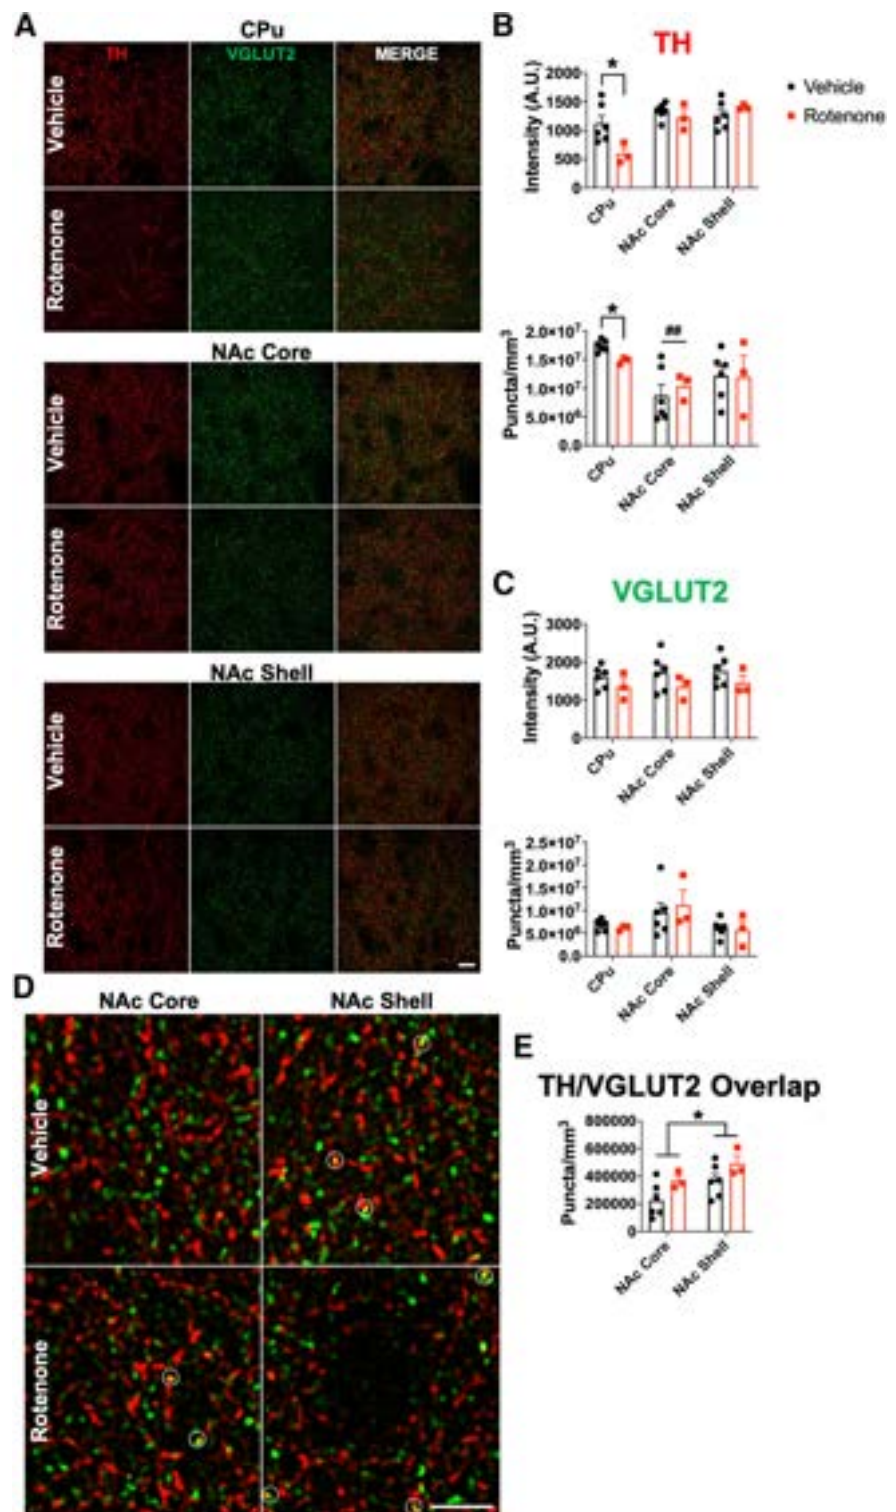 A
CPu
TH VGLUT2 MERGE
Vehicle
Rotenone
NAc Core
Vehicle
Rotenone
NAc Shell
Vehicle
Rotenone
B
TH
Vehicle
Rotenone
Intensity (A.U.)
2000
1500
1000
500
0
*
CPu
NAc Core
NAc Shell
Puncta/mm³
2.0×10⁷
1.5×10⁷
1.0×10⁷
5.0×10⁶
0.0
*
##
CPu
NAc Core
NAc Shell
C
VGLUT2
Intensity (A.U.)
3000
2000
1000
0
CPu
NAc Core
NAc Shell
Puncta/mm³
2.5×10⁷
2.0×10⁷
1.5×10⁷
1.0×10⁷
5.0×10⁶
0.0
CPu
NAc Core
NAc Shell
D
NAc Core NAc Shell
Vehicle
Rotenone
E
TH/VGLUT2 Overlap
Puncta/mm³
800000
600000
400000
200000
0
*
NAc Core
NAc Shell